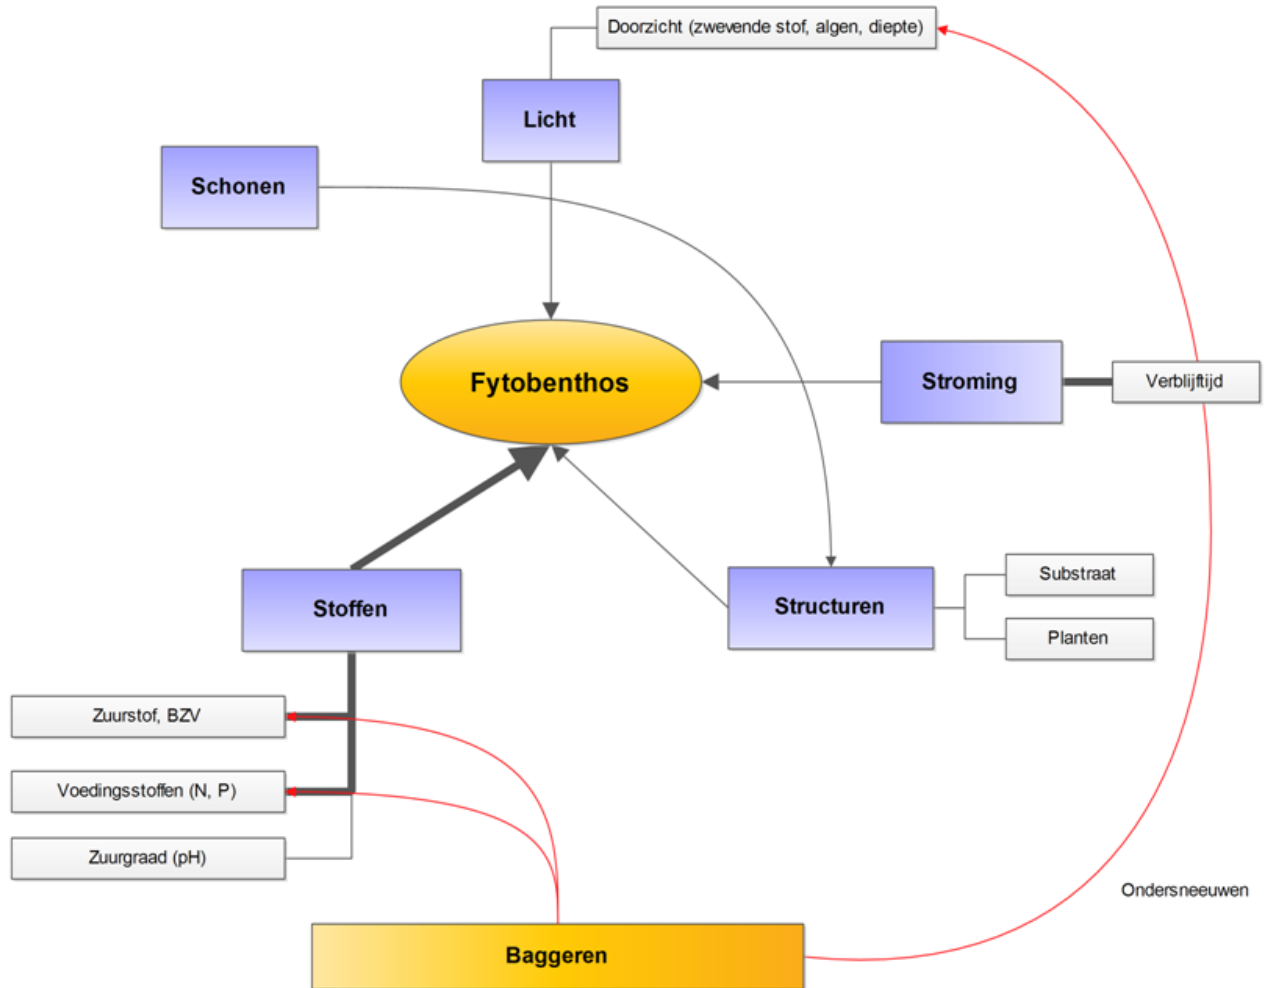 Doorzicht (zwevende stof, algen, diepte)
Licht
Schonen
Fytobenthos
Stroming
Verblijftijd
Stoffen
Structuren
Substraat
Planten
Zuurstof, BZV
Voedingsstoffen (N, P)
Zuurgraad (pH)
Ondersneeuwen
Baggeren